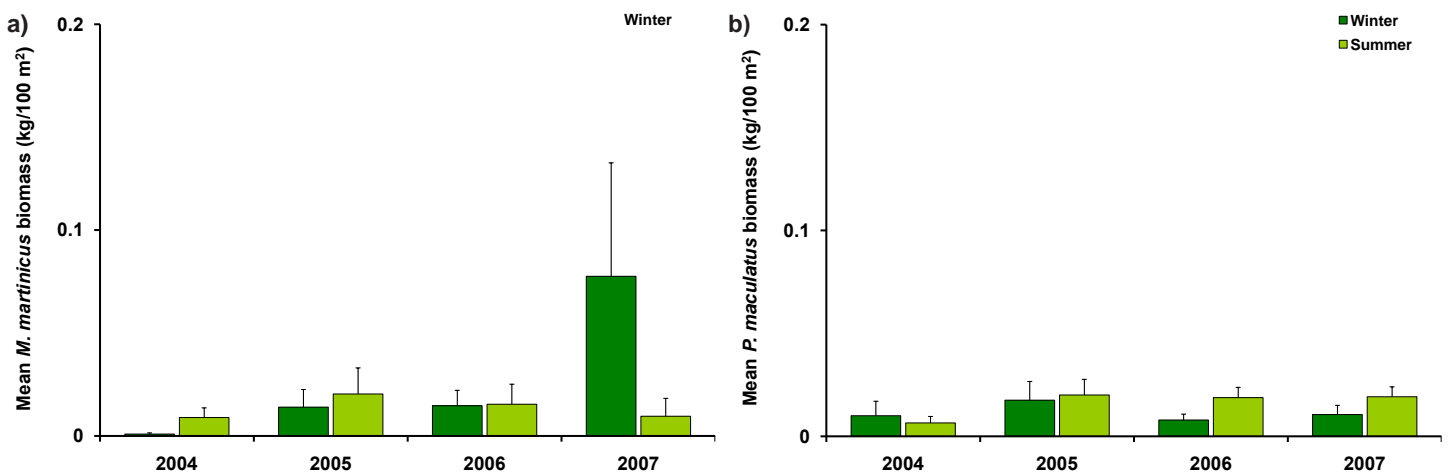 a)
Mean M. martinicus biomass (kg/100 m²)
0.2
0.1
0
Winter
2004 2005 2006 2007
b)
Mean P. maculatus biomass (kg/100 m²)
0.2
0.1
0
Winter
Summer
2004 2005 2006 2007